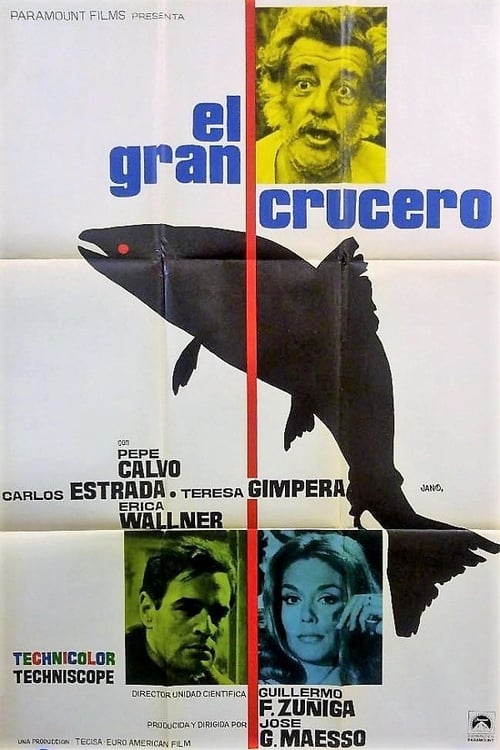 PARAMOUNT FILMS PRESENTA
el
gran
crucero
con
PEPE
CALVO
CARLOS ESTRADA. TERESA GIMPERA
ERICA
WALLNER
JANO.
TECHNICOLOR
TECHNISCOPE
DIRECTOR UNIDAD CIENTIFICA GUILLERMO
F. ZUÑIGA
PRODUCIDA Y DIRIGIDA POR JOSE
G. MAESSO
UNA PRODUCCION TECISA-EURO AMERICAN FILM
PARAMOUNT